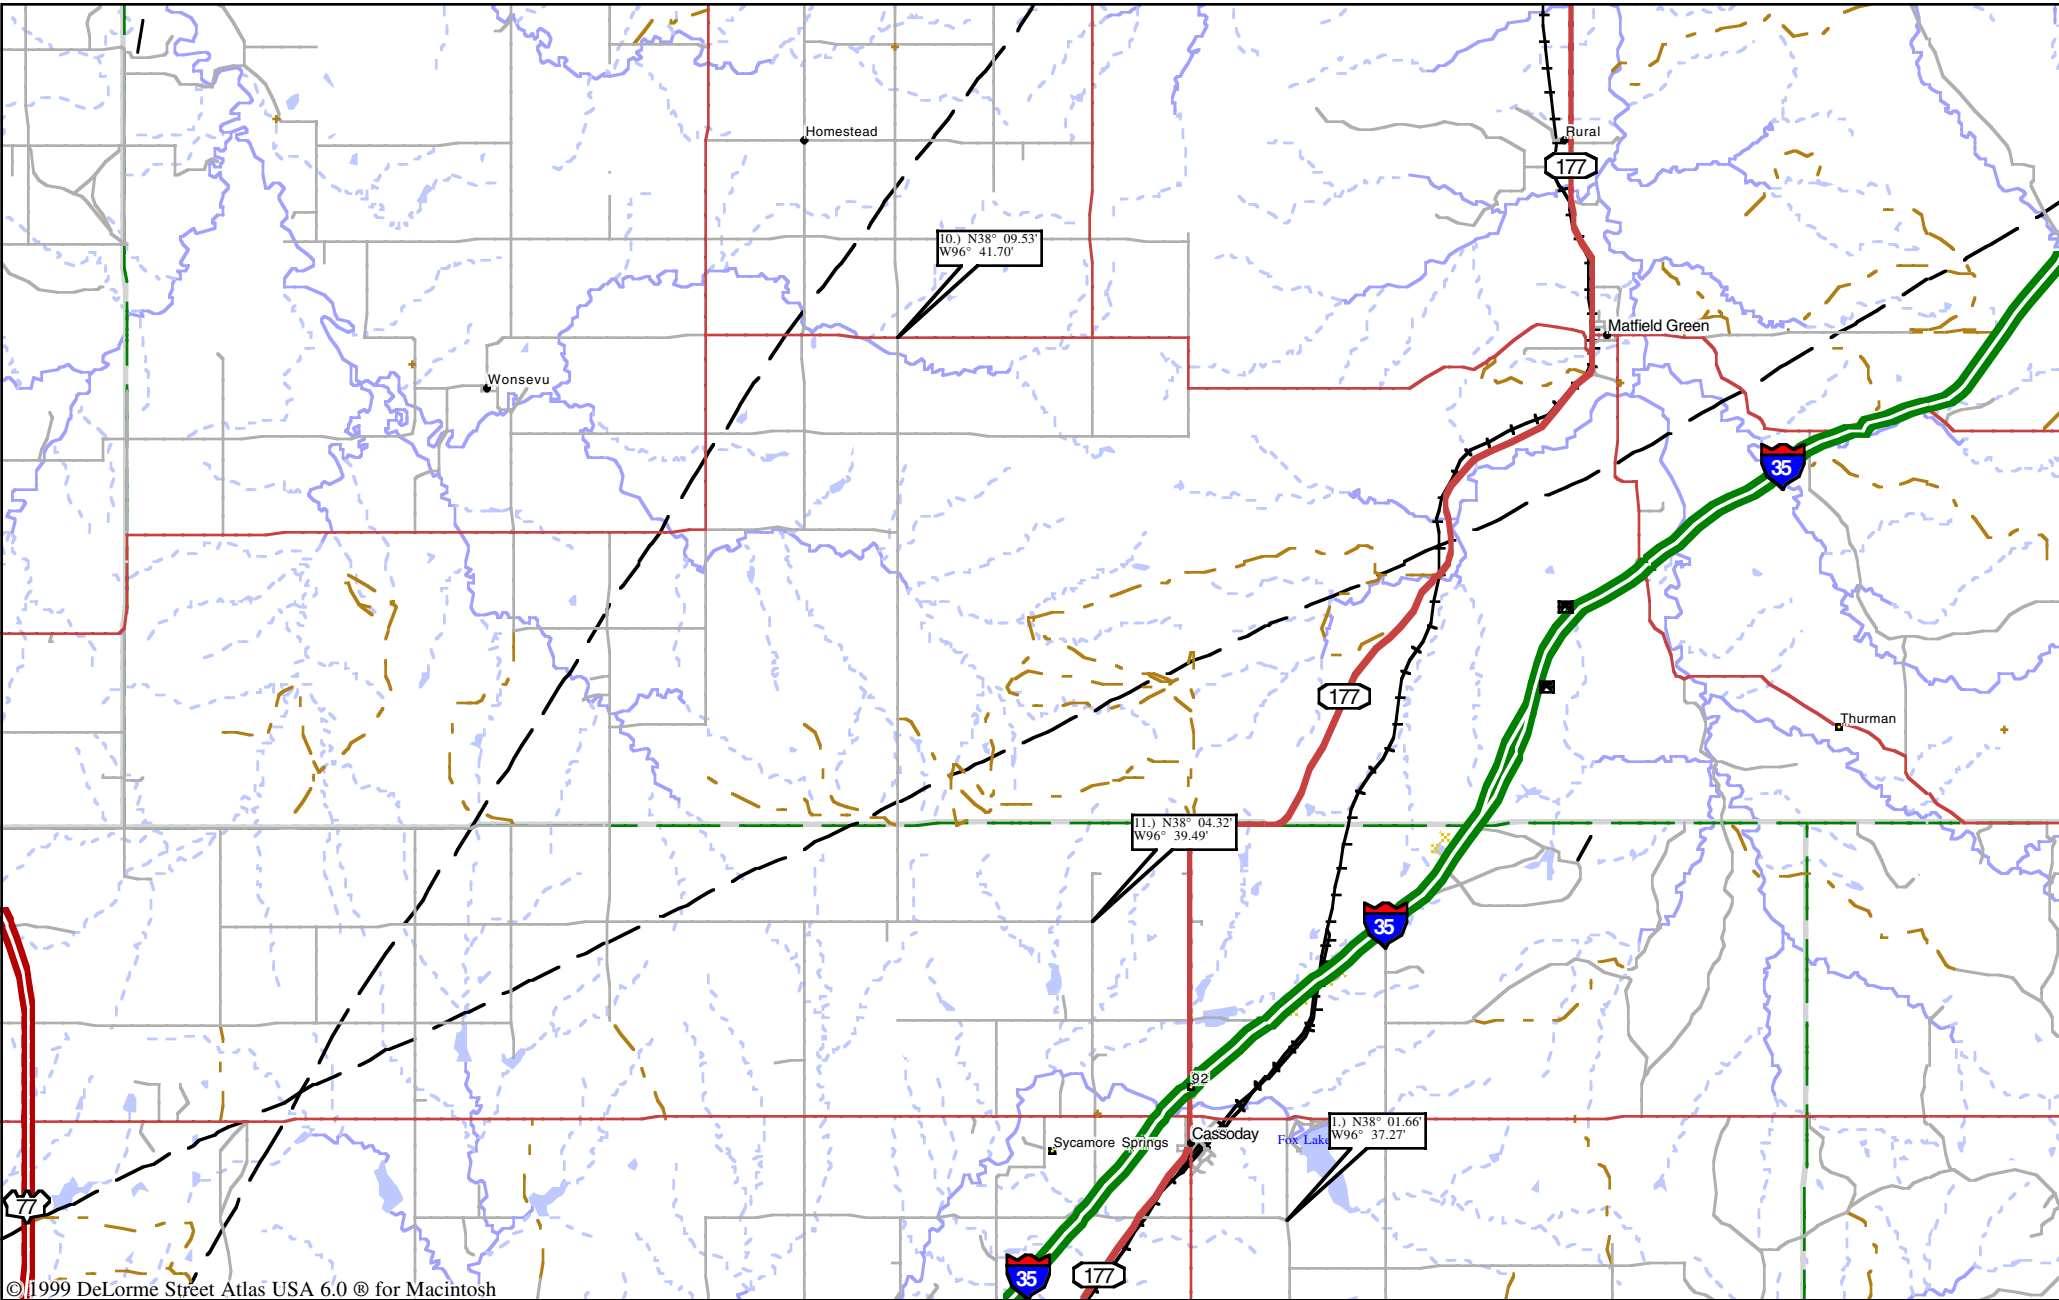 Homestead
Rural
177
10.) N38° 09.53'
W96° 41.70'
Matfield Green
Wonsevu
35
177
Thurman
11.) N38° 04.32'
W96° 39.49'
35
92
1.) N38° 01.66'
W96° 37.27'
Cassoday
Fox Lake
Sycamore Springs
77
35
177
© 1999 DeLorme Street Atlas USA 6.0 ® for Macintosh